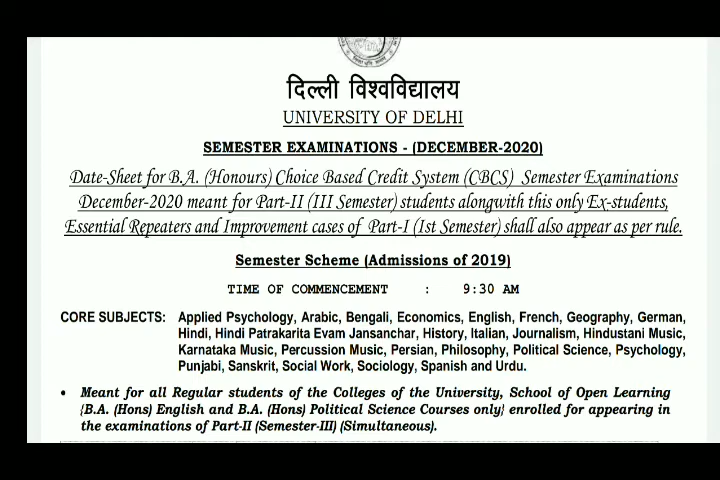 दिल्ली विश्वविद्यालय
UNIVERSITY OF DELHI
SEMESTER EXAMINATIONS - (DECEMBER-2020)
Date-Sheet for B.A. (Honours) Choice Based Credit System (CBCS) Semester Examinations
December-2020 meant for Part-II (III Semester) students alongwith this only Ex-students,
Essential Repeaters and Improvement cases of Part-I (Ist Semester) shall also appear as per rule.
Semester Scheme (Admissions of 2019)
TIME OF COMMENCEMENT : 9:30 AM
CORE SUBJECTS: Applied Psychology, Arabic, Bengali, Economics, English, French, Geography, German,
Hindi, Hindi Patrakarita Evam Jansanchar, History, Italian, Journalism, Hindustani Music,
Karnataka Music, Percussion Music, Persian, Philosophy, Political Science, Psychology,
Punjabi, Sanskrit, Social Work, Sociology, Spanish and Urdu.
• Meant for all Regular students of the Colleges of the University, School of Open Learning
{B.A. (Hons) English and B.A. (Hons) Political Science Courses only} enrolled for appearing in
the examinations of Part-II (Semester-III) (Simultaneous).